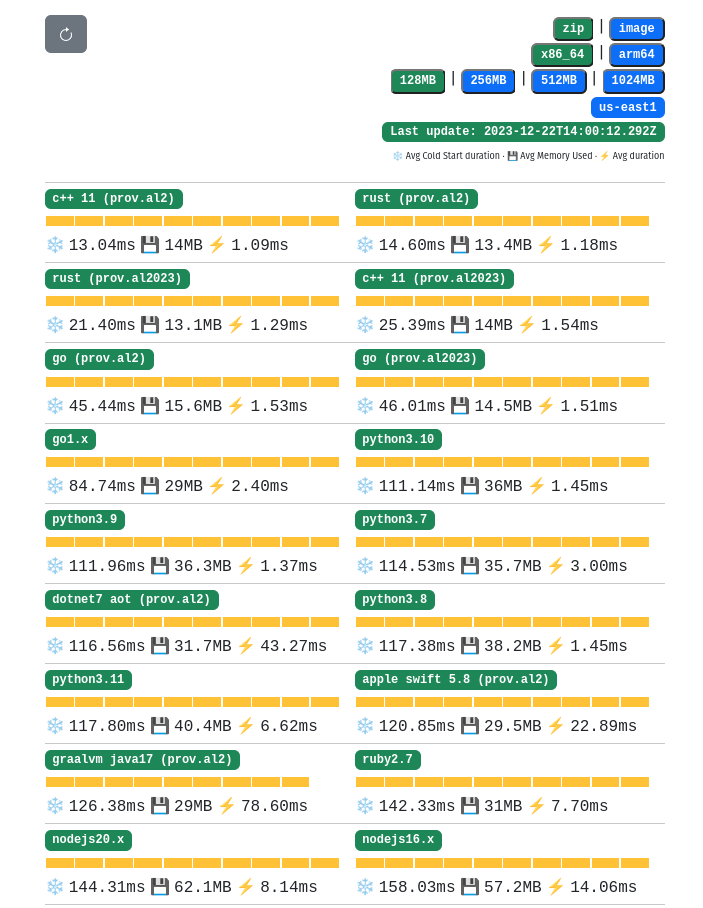 zip | image
x86_64 | arm64
128MB | 256MB | 512MB | 1024MB
us-east1
Last update: 2023-12-22T14:00:12.292Z
❄️ Avg Cold Start duration · 💾 Avg Memory Used · ⚡ Avg duration
c++ 11 (prov.al2)
❄️ 13.04ms 💾 14MB ⚡ 1.09ms
rust (prov.al2)
❄️ 14.60ms 💾 13.4MB ⚡ 1.18ms
rust (prov.al2023)
❄️ 21.40ms 💾 13.1MB ⚡ 1.29ms
c++ 11 (prov.al2023)
❄️ 25.39ms 💾 14MB ⚡ 1.54ms
go (prov.al2)
❄️ 45.44ms 💾 15.6MB ⚡ 1.53ms
go (prov.al2023)
❄️ 46.01ms 💾 14.5MB ⚡ 1.51ms
go1.x
❄️ 84.74ms 💾 29MB ⚡ 2.40ms
python3.10
❄️ 111.14ms 💾 36MB ⚡ 1.45ms
python3.9
❄️ 111.96ms 💾 36.3MB ⚡ 1.37ms
python3.7
❄️ 114.53ms 💾 35.7MB ⚡ 3.00ms
dotnet7 aot (prov.al2)
❄️ 116.56ms 💾 31.7MB ⚡ 43.27ms
python3.8
❄️ 117.38ms 💾 38.2MB ⚡ 1.45ms
python3.11
❄️ 117.80ms 💾 40.4MB ⚡ 6.62ms
apple swift 5.8 (prov.al2)
❄️ 120.85ms 💾 29.5MB ⚡ 22.89ms
graalvm java17 (prov.al2)
❄️ 126.38ms 💾 29MB ⚡ 78.60ms
ruby2.7
❄️ 142.33ms 💾 31MB ⚡ 7.70ms
nodejs20.x
❄️ 144.31ms 💾 62.1MB ⚡ 8.14ms
nodejs16.x
❄️ 158.03ms 💾 57.2MB ⚡ 14.06ms